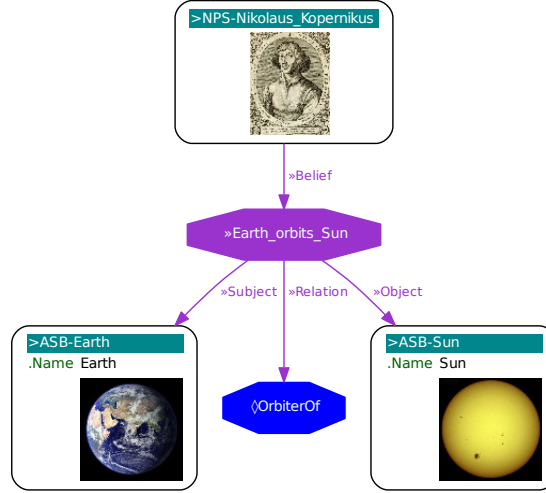 >NPS-Nikolaus_Kopernikus
»Belief
»Earth_orbits_Sun
»Subject »Relation »Object
>ASB-Earth
.Name Earth
◊OrbiterOf
>ASB-Sun
.Name Sun